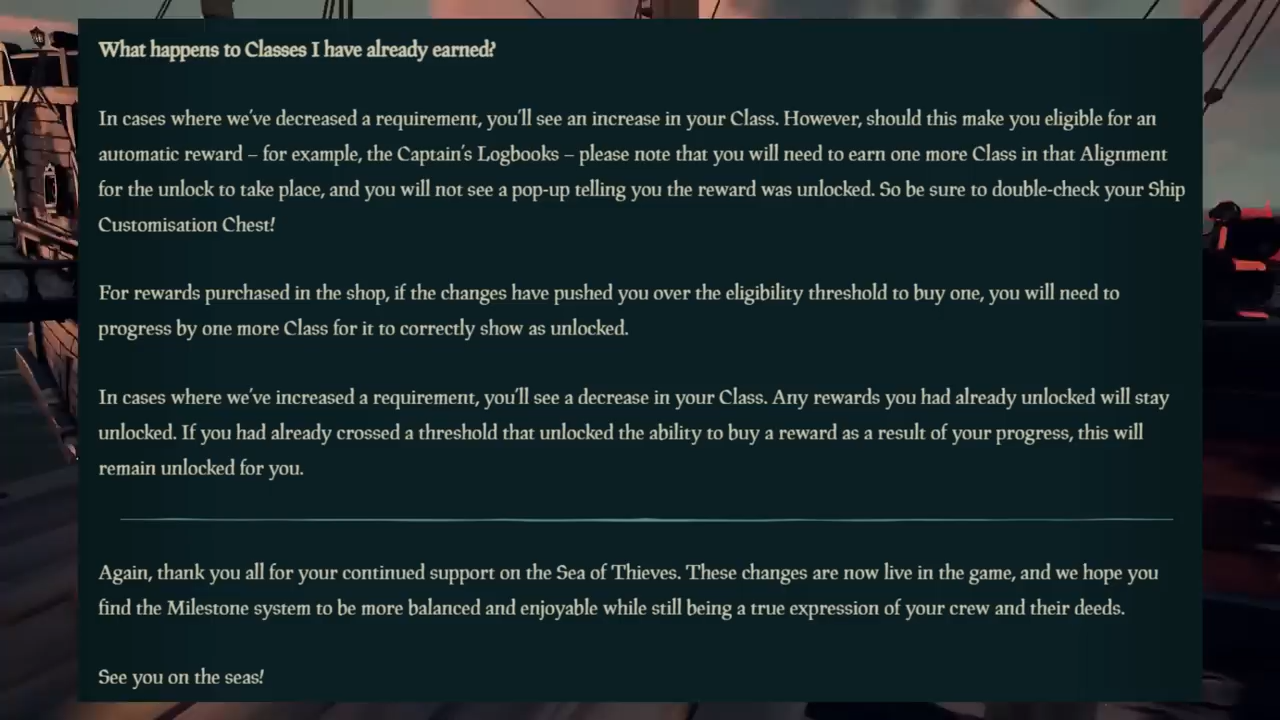 What happens to Classes I have already earned?
In cases where we've decreased a requirement, you'll see an increase in your Class. However, should this make you eligible for an
automatic reward – for example, the Captain's Logbooks – please note that you will need to earn one more Class in that Alignment
for the unlock to take place, and you will not see a pop-up telling you the reward was unlocked. So be sure to double-check your Ship
Customisation Chest!
For rewards purchased in the shop, if the changes have pushed you over the eligibility threshold to buy one, you will need to
progress by one more Class for it to correctly show as unlocked.
In cases where we've increased a requirement, you'll see a decrease in your Class. Any rewards you had already unlocked will stay
unlocked. If you had already crossed a threshold that unlocked the ability to buy a reward as a result of your progress, this will
remain unlocked for you.
Again, thank you all for your continued support on the Sea of Thieves. These changes are now live in the game, and we hope you
find the Milestone system to be more balanced and enjoyable while still being a true expression of your crew and their deeds.
See you on the seas!